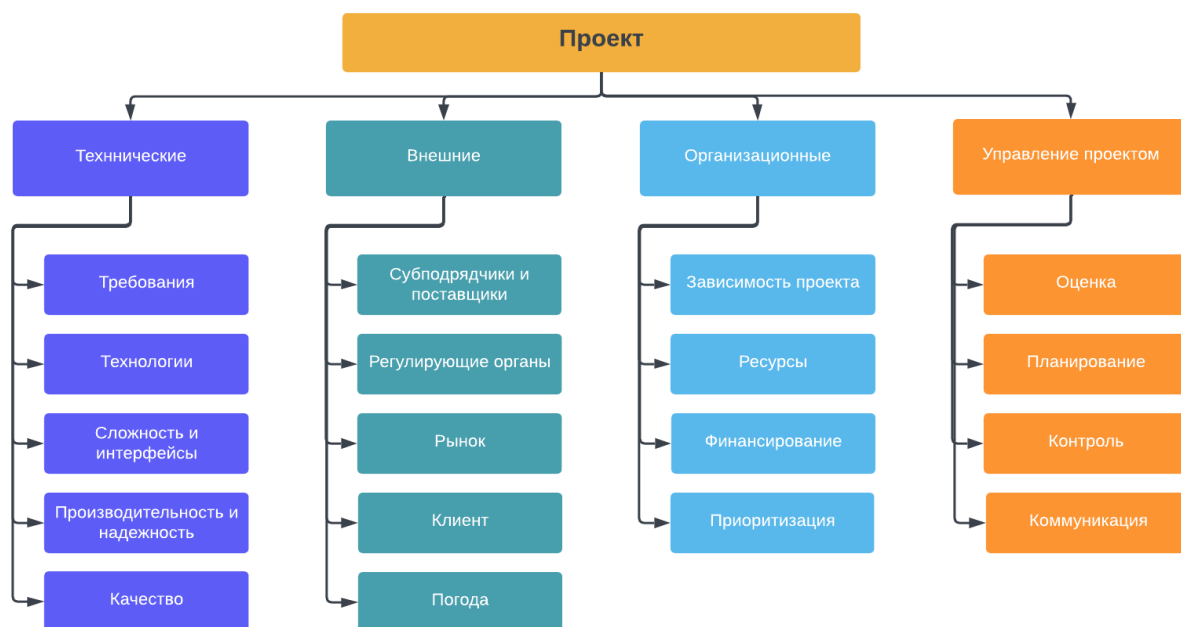 Проект
Техннические
Внешние
Организационные
Управление проектом
Требования
Технологии
Сложность и
интерфейсы
Производительность и
надежность
Качество
Субподрядчики и
поставщики
Регулирующие органы
Рынок
Клиент
Погода
Зависимость проекта
Ресурсы
Финансирование
Приоритизация
Оценка
Планирование
Контроль
Коммуникация